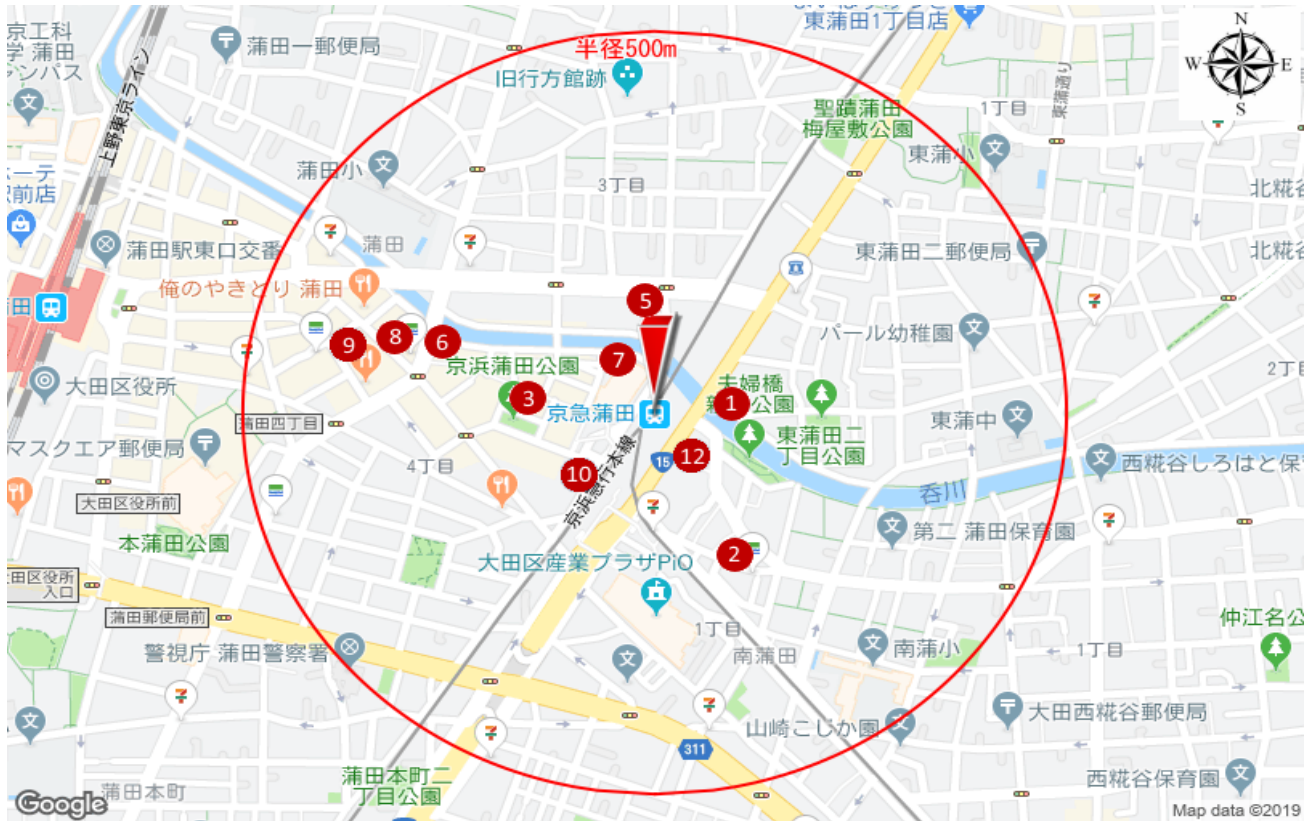 東蒲田1丁目店
N
W
E
S
京工科
学 蒲田
ャンパス
蒲田一郵便局
半径500m
旧行方館跡
聖蹟蒲田
梅屋敷公園
1丁目
東蒲通り
上野東京ライン
東蒲小
蒲田小
3丁目
北糀谷
駅前店
蒲田駅東口交番
蒲田
東蒲田二郵便局
北糀谷
俺のやきとり 蒲田
田
5
パール幼稚園
8
6
9
7
京浜蒲田公園
2丁目
大田区役所
3
京急蒲田
1
夫婦橋
公園
東蒲中
蒲田四丁目
マスクエア郵便局
4丁目
15
12
東蒲田二
丁目公園
西糀谷しろはと保育
10
京浜急行本線
呑川
大田区役所前
本蒲田公園
第二 蒲田保育園
2
大田区産業プラザPiO
大田区役所
入口
蒲田郵便局前
1丁目
仲江名公
警視庁 蒲田警察署
南蒲田
南蒲小
1丁目
山崎こじか園
大田西糀谷郵便局
311
蒲田本町二
丁目公園
西糀谷保育園
蒲田本町
Google
Map data ©2019